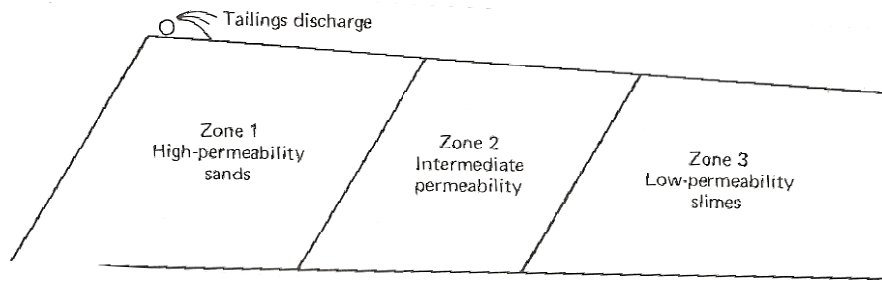 Tailings discharge
Zone 1
High-permeability
sands
Zone 2
Intermediate
permeability
Zone 3
Low-permeability
slimes